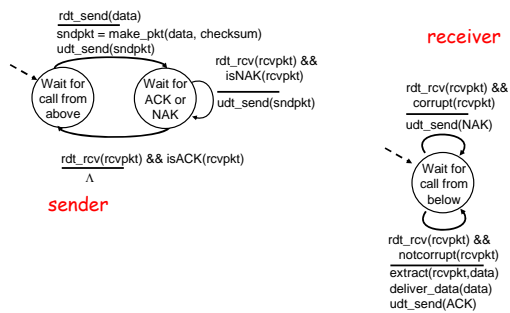 rdt_send(data)
sndpkt = make_pkt(data, checksum)
udt_send(sndpkt)
Wait for
call from
above
Wait for
ACK or
NAK
rdt_rcv(rcvpkt) &&
isNAK(rcvpkt)
udt_send(sndpkt)
rdt_rcv(rcvpkt) && isACK(rcvpkt)
Λ
sender
receiver
rdt_rcv(rcvpkt) &&
corrupt(rcvpkt)
udt_send(NAK)
Wait for
call from
below
rdt_rcv(rcvpkt) &&
notcorrupt(rcvpkt)
extract(rcvpkt,data)
deliver_data(data)
udt_send(ACK)